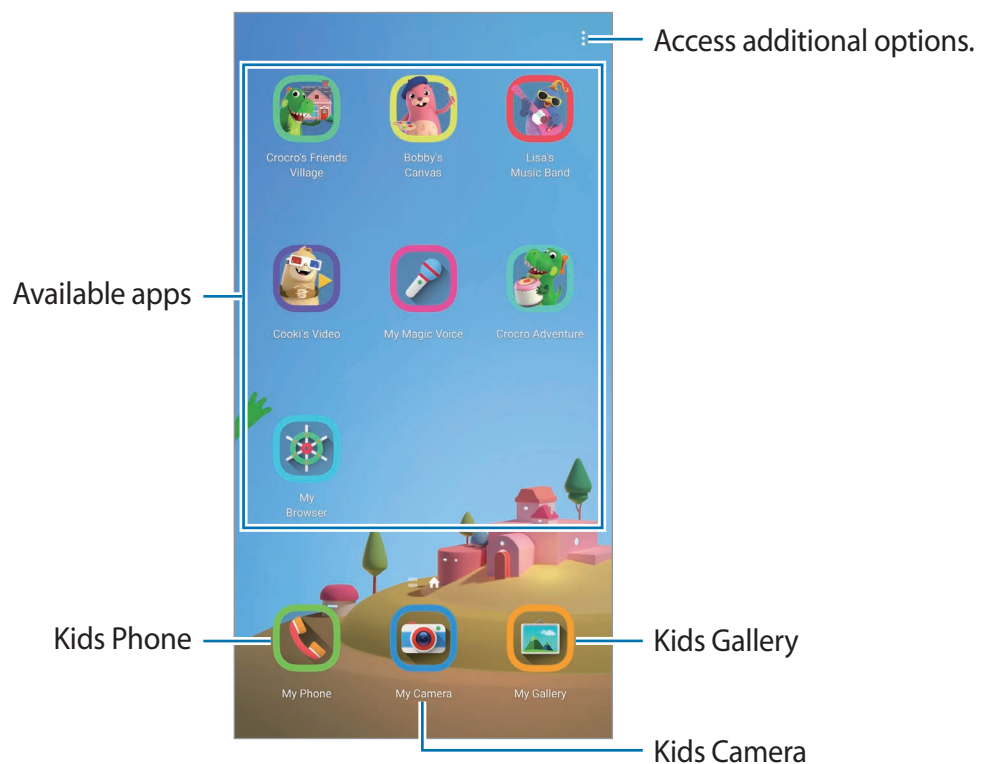 Access additional options.
Crocro's Friends
Village
Bobby's
Canvas
Lisa's
Music Band
Available apps
Cooki's Video
My Magic Voice
Crocro Adventure
My
Browser
Kids Phone
Kids Gallery
My Phone
My Camera
My Gallery
Kids Camera